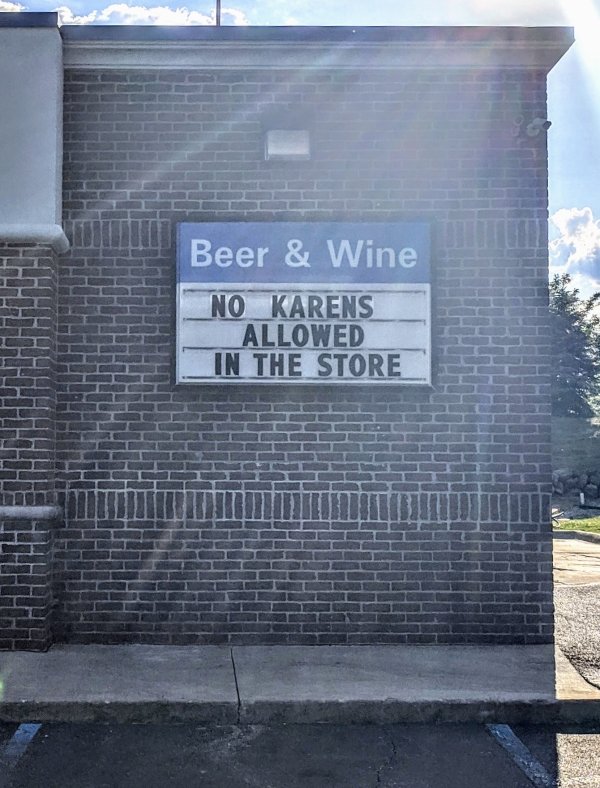 Beer & Wine
NO KARENS
ALLOWED
IN THE STORE